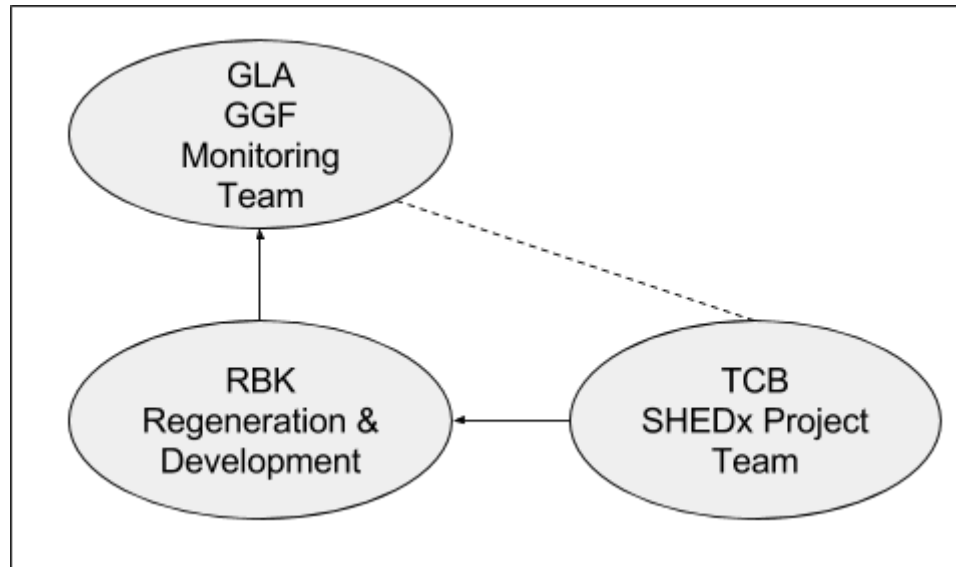 GLA
GGF
Monitoring
Team
RBK
Regeneration &
Development
TCB
SHEDx Project
Team